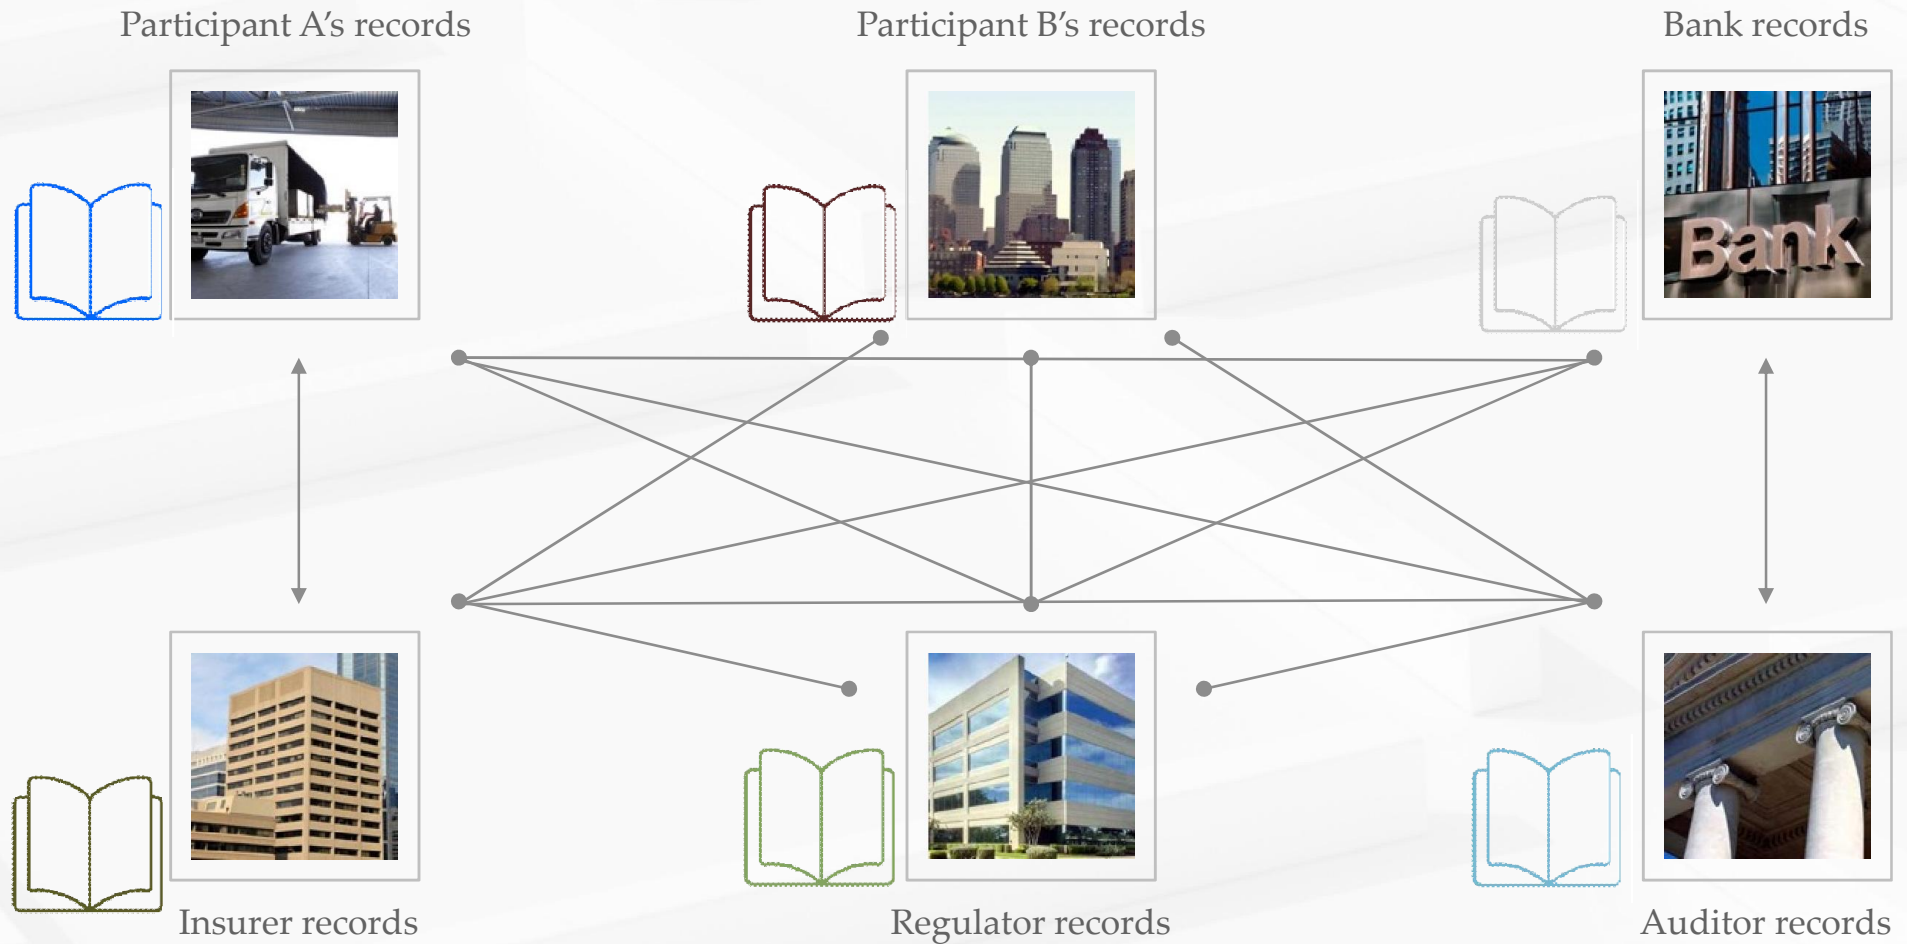 Participant A's records
Participant B's records
Bank records
Bank
Insurer records
Regulator records
Auditor records